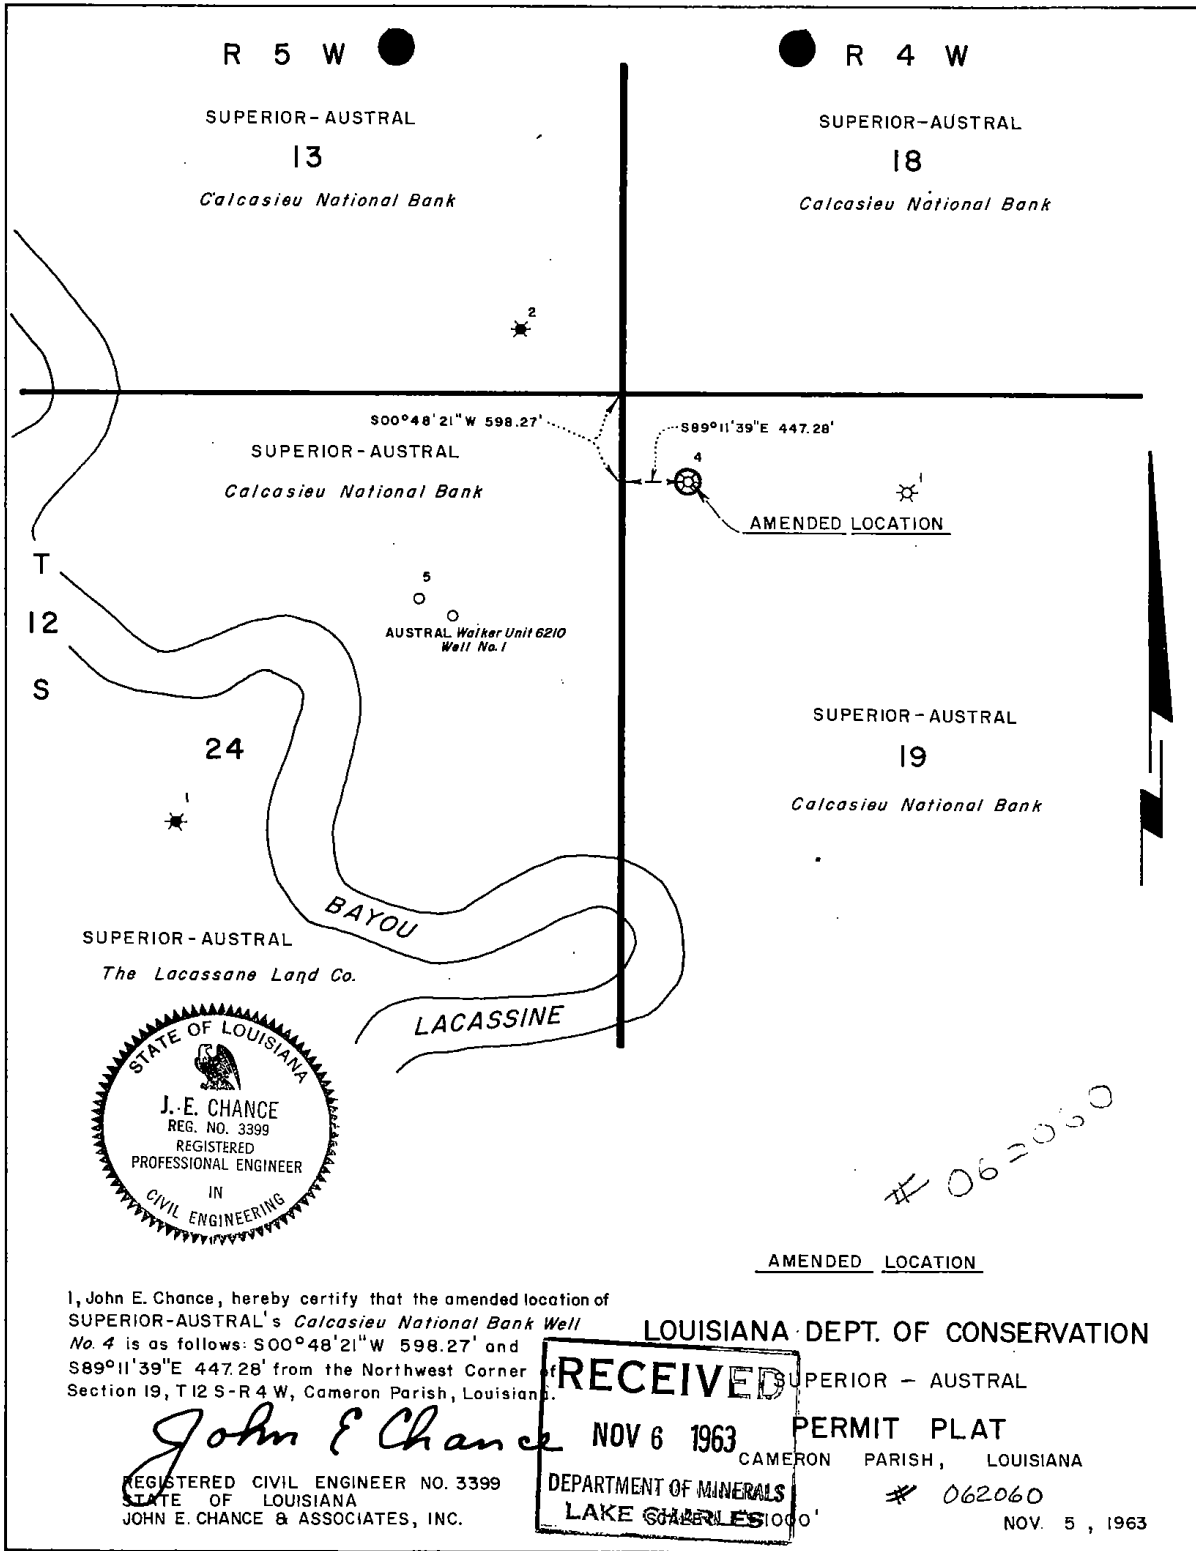 R 5 W
R 4 W
SUPERIOR-AUSTRAL
13
Calcasieu National Bank
SUPERIOR-AUSTRAL
18
Calcasieu National Bank
2
S00°48'21"W 598.27'
S89°11'39"E 447.28'
SUPERIOR-AUSTRAL
Calcasieu National Bank
4
1
AMENDED LOCATION
T
12
S
5
AUSTRAL Walker Unit 6210
Well No. 1
24
1
SUPERIOR-AUSTRAL
19
Calcasieu National Bank
BAYOU
LACASSINE
SUPERIOR-AUSTRAL
The Lacassane Land Co.
STATE OF LOUISIANA
J. E. CHANCE
REG. NO. 3399
REGISTERED
PROFESSIONAL ENGINEER
IN
CIVIL ENGINEERING
# 062060
AMENDED LOCATION
I, John E. Chance, hereby certify that the amended location of
SUPERIOR-AUSTRAL's Calcasieu National Bank Well
No. 4 is as follows: S00°48'21"W 598.27' and
S89°11'39"E 447.28' from the Northwest Corner of
Section 19, T 12 S-R 4 W, Cameron Parish, Louisiana.
John E Chance
REGISTERED CIVIL ENGINEER NO. 3399
STATE OF LOUISIANA
JOHN E. CHANCE & ASSOCIATES, INC.
RECEIVED
NOV 6 1963
DEPARTMENT OF MINERALS
LAKE CHARLES
LOUISIANA DEPT. OF CONSERVATION
SUPERIOR - AUSTRAL
PERMIT PLAT
CAMERON PARISH, LOUISIANA
# 062060
1000'
NOV. 5, 1963